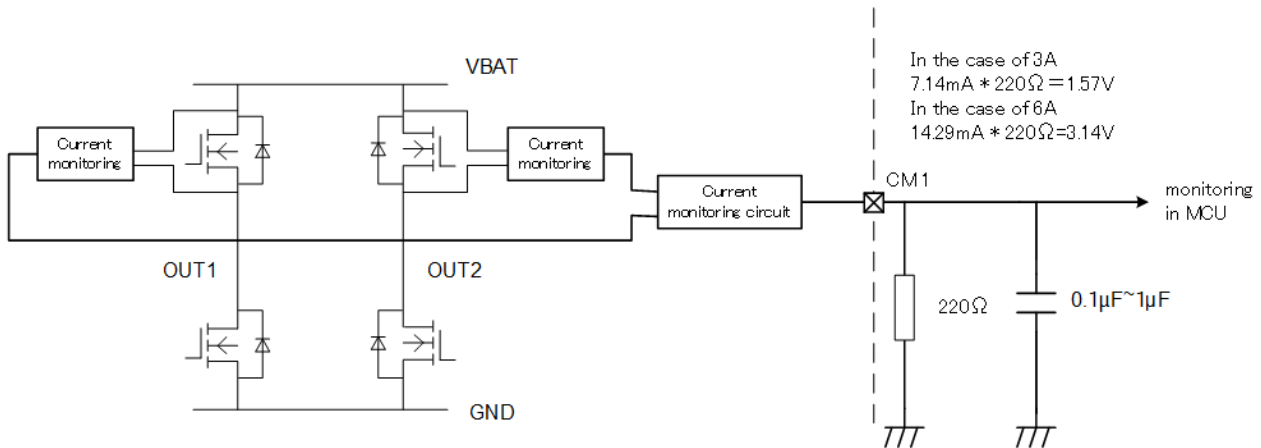 VBAT
In the case of 3A
7.14mA * 220Ω=1.57V
In the case of 6A
14.29mA * 220Ω=3.14V
Current
monitoring
Current
monitoring
Current
monitoring circuit
CM1
monitoring
in MCU
OUT1
OUT2
220Ω
0.1µF~1µF
GND